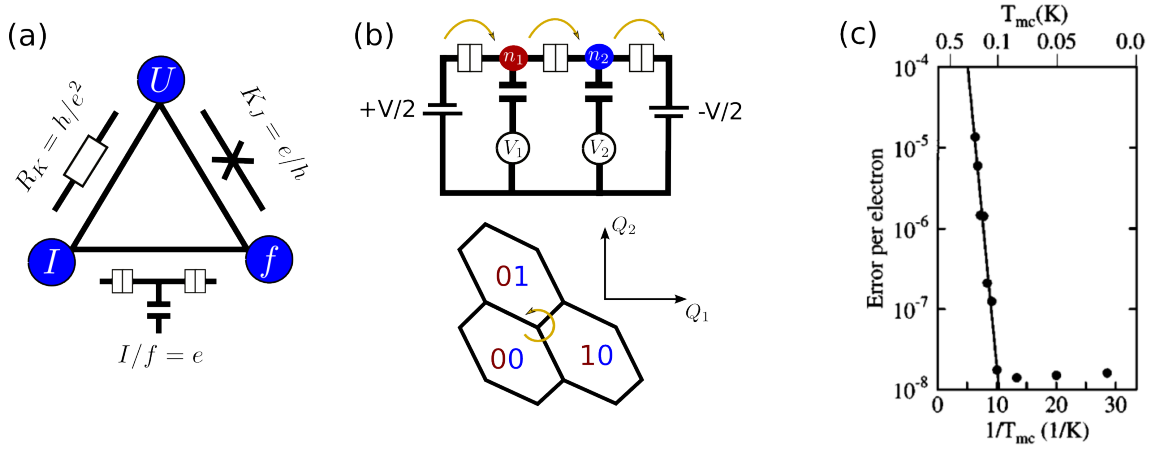 (a)
U
R_K = h/e^2
K_J = e/h
I
f
I/f = e
(b)
n_1
n_2
+V/2
-V/2
V_1
V_2
Q_2
Q_1
01
00
10
(c)
T_mc(K)
0.5
0.1
0.05
0.0
Error per electron
10^-4
10^-5
10^-6
10^-7
10^-8
0
10
20
30
1/T_mc (1/K)